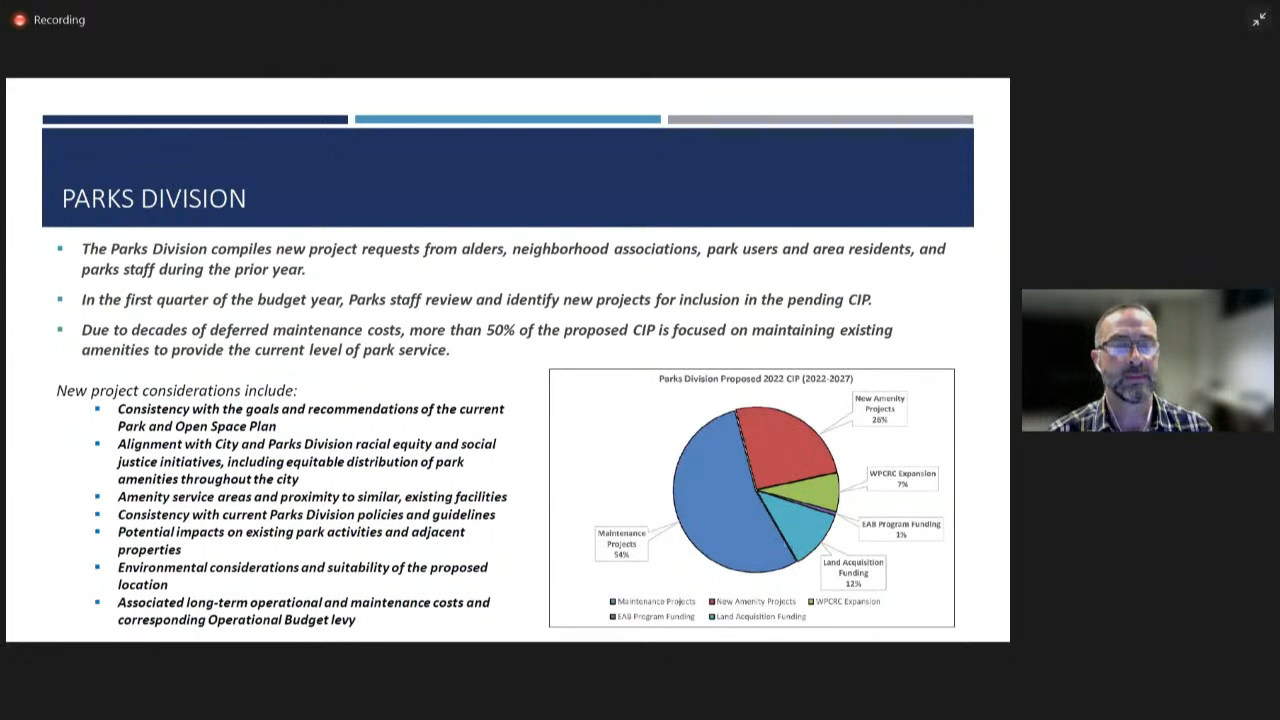 Recording
PARKS DIVISION
The Parks Division compiles new project requests from alders, neighborhood associations, park users and area residents, and
parks staff during the prior year.
In the first quarter of the budget year, Parks staff review and identify new projects for inclusion in the pending CIP.
Due to decades of deferred maintenance costs, more than 50% of the proposed CIP is focused on maintaining existing
amenities to provide the current level of park service.
New project considerations include:
Consistency with the goals and recommendations of the current
Park and Open Space Plan
Alignment with City and Parks Division racial equity and social
justice initiatives, including equitable distribution of park
amenities throughout the city
Amenity service areas and proximity to similar, existing facilities
Consistency with current Parks Division policies and guidelines
Potential impacts on existing park activities and adjacent
properties
Environmental considerations and suitability of the proposed
location
Associated long-term operational and maintenance costs and
corresponding Operational Budget levy
Parks Division Proposed 2022 CIP (2022-2027)
New Amenity
Projects
26%
WPCRC Expansion
7%
EAB Program Funding
1%
Land Acquisition
Funding
12%
Maintenance
Projects
54%
Maintenance Projects New Amenity Projects WPCRC Expansion
EAB Program Funding Land Acquisition Funding